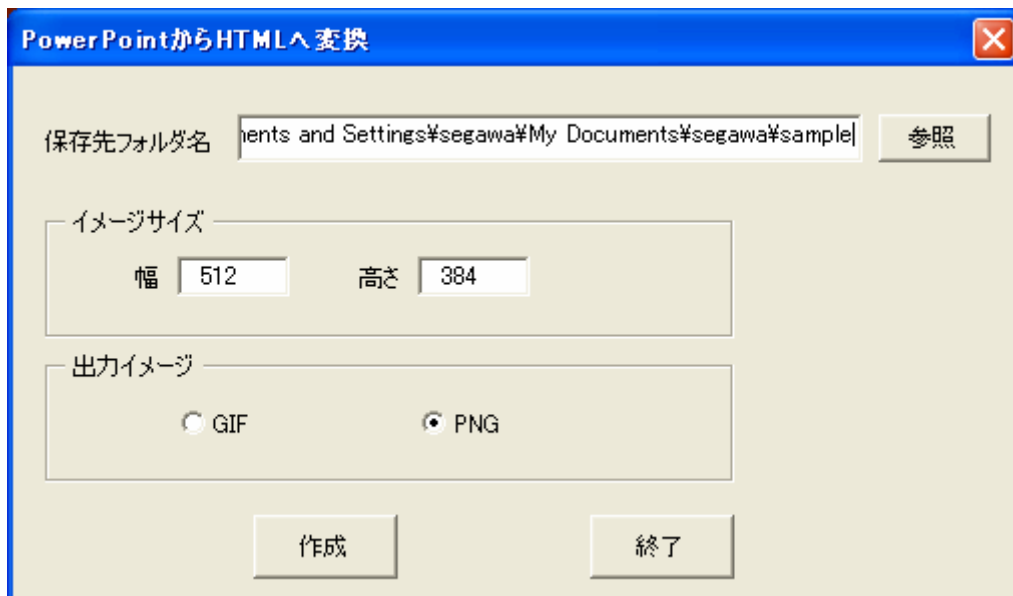 PowerPointからHTMLへ変換
保存先フォルダ名 ments and Settings¥segawa¥My Documents¥segawa¥sample 参照
イメージサイズ
幅 512 高さ 384
出力イメージ
GIF PNG
作成 終了